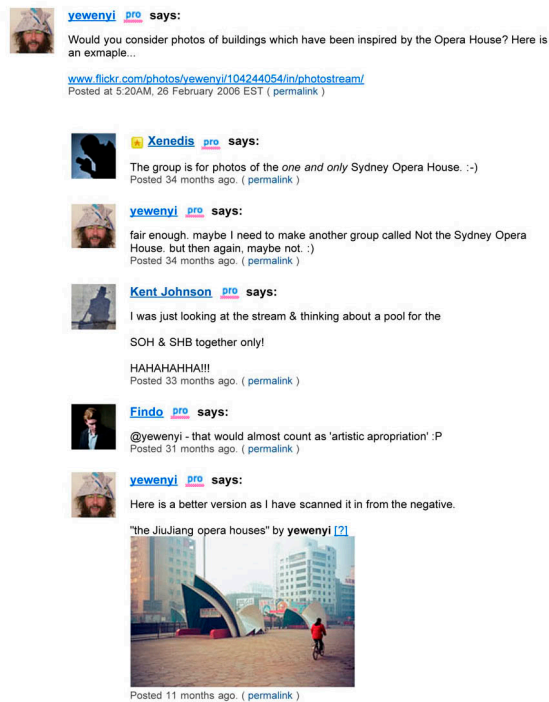 yewenyi pro says:
Would you consider photos of buildings which have been inspired by the Opera House? Here is
an exmaple...
www.flickr.com/photos/yewenyi/104244054/in/photostream/
Posted at 5:20AM, 26 February 2006 EST ( permalink )
Xenedis pro says:
The group is for photos of the one and only Sydney Opera House. :-)
Posted 34 months ago. ( permalink )
yewenyi pro says:
fair enough. maybe I need to make another group called Not the Sydney Opera
House. but then again, maybe not. :)
Posted 34 months ago. ( permalink )
Kent Johnson pro says:
I was just looking at the stream & thinking about a pool for the
SOH & SHB together only!
HAHAHAHHA!!!
Posted 33 months ago. ( permalink )
Findo pro says:
@yewenyi - that would almost count as 'artistic apropriation' :P
Posted 31 months ago. ( permalink )
yewenyi pro says:
Here is a better version as I have scanned it in from the negative.
"the JiuJiang opera houses" by yewenyi [?]
Posted 11 months ago. ( permalink )